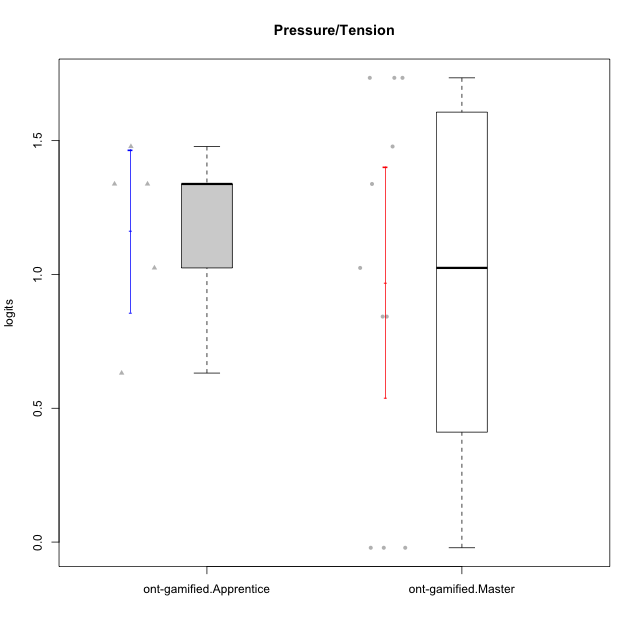 Pressure/Tension
logits
1.5
1.0
0.5
0.0
ont-gamified.Apprentice
ont-gamified.Master